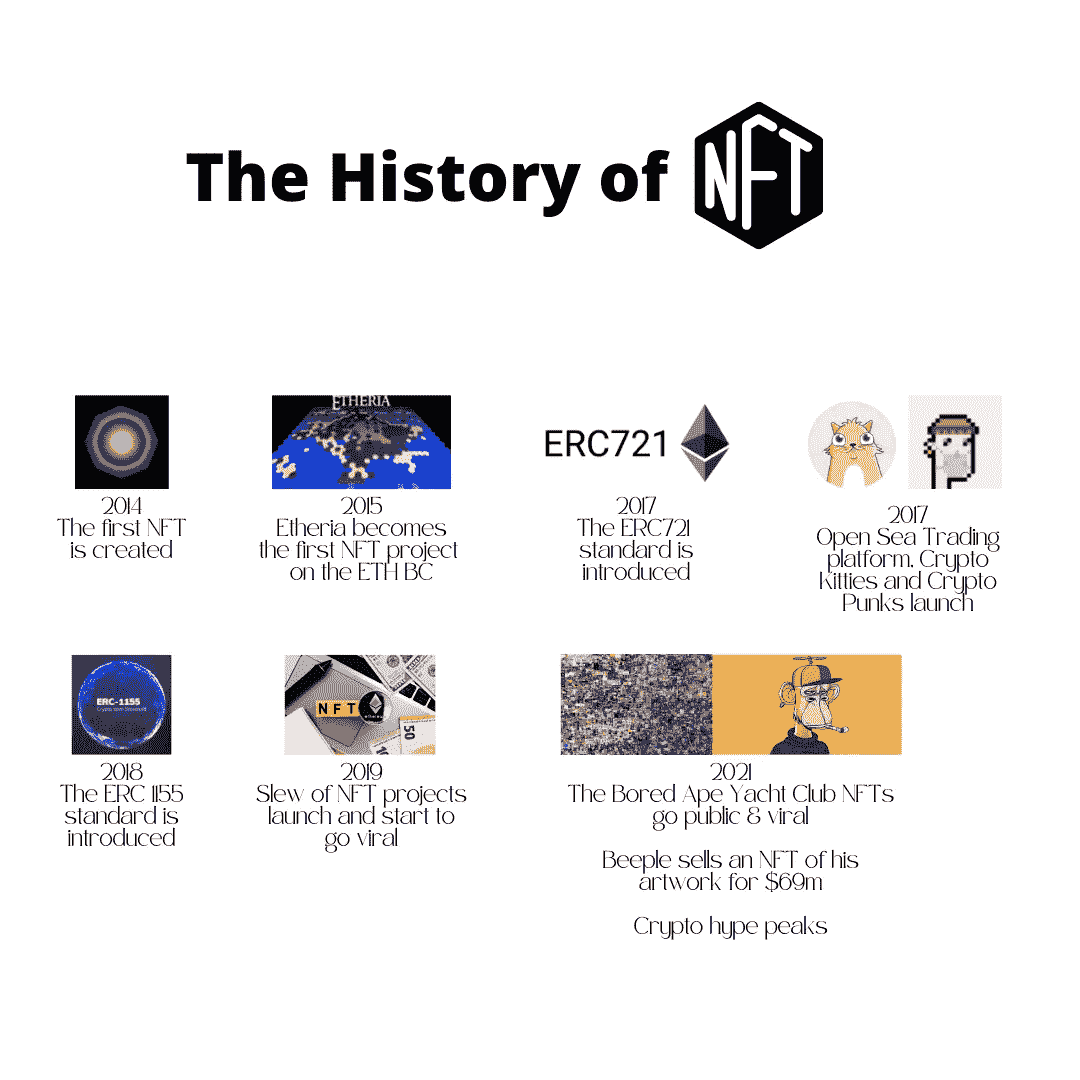 The History of NFT
ETHERIA
ERC721
2014
The first NFT
is created
2015
Etheria becomes
the first NFT project
on the ETH BC
2017
The ERC721
standard is
introduced
2017
Open Sea Trading
platform, Crypto
Kitties and Crypto
Punks launch
ERC-1155
NFT
ethereum
50
2018
The ERC 1155
standard is
introduced
2019
Slew of NFT projects
launch and start to
go viral
2021
The Bored Ape Yacht Club NFTs
go public & viral
Beeple sells an NFT of his
artwork for $69m
Crypto hype peaks